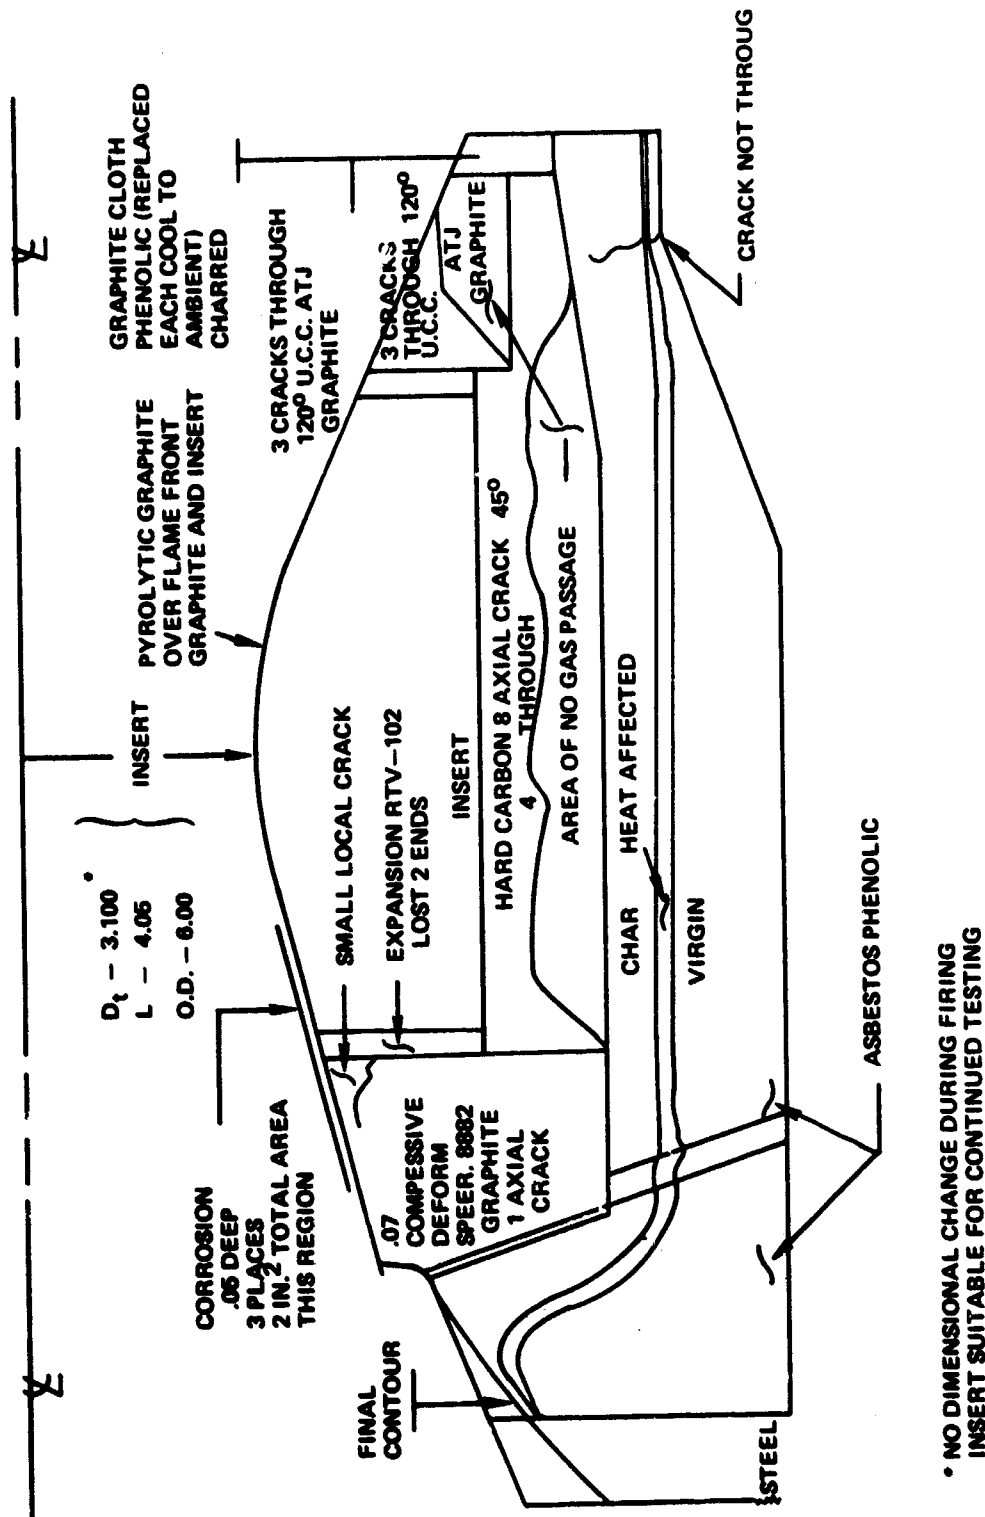 GRAPHITE CLOTH
PHENOLIC (REPLACED
EACH COOL TO
AMBIENT)
CHARRED
3 CRACKS THROUGH
120° U.C.C. ATJ
GRAPHITE
3 CRACKS 120°
THROUGH
U.C.C.
ATJ
GRAPHITE
PYROLYTIC GRAPHITE
OVER FLAME FRONT
GRAPHITE AND INSERT
INSERT
Dt – 3.100 *
L – 4.05
O.D. – 6.00
CORROSION
.05 DEEP
3 PLACES
2 IN.² TOTAL AREA
THIS REGION
SMALL LOCAL CRACK
EXPANSION RTV–102
LOST 2 ENDS
INSERT
HARD CARBON 8 AXIAL CRACK 45°
4 THROUGH
AREA OF NO GAS PASSAGE
.07
COMPESSIVE
DEFORM
SPEER. 8882
GRAPHITE
1 AXIAL
CRACK
FINAL
CONTOUR
CHAR HEAT AFFECTED
VIRGIN
CRACK NOT THROUG
ASBESTOS PHENOLIC
STEEL
* NO DIMENSIONAL CHANGE DURING FIRING
INSERT SUITABLE FOR CONTINUED TESTING